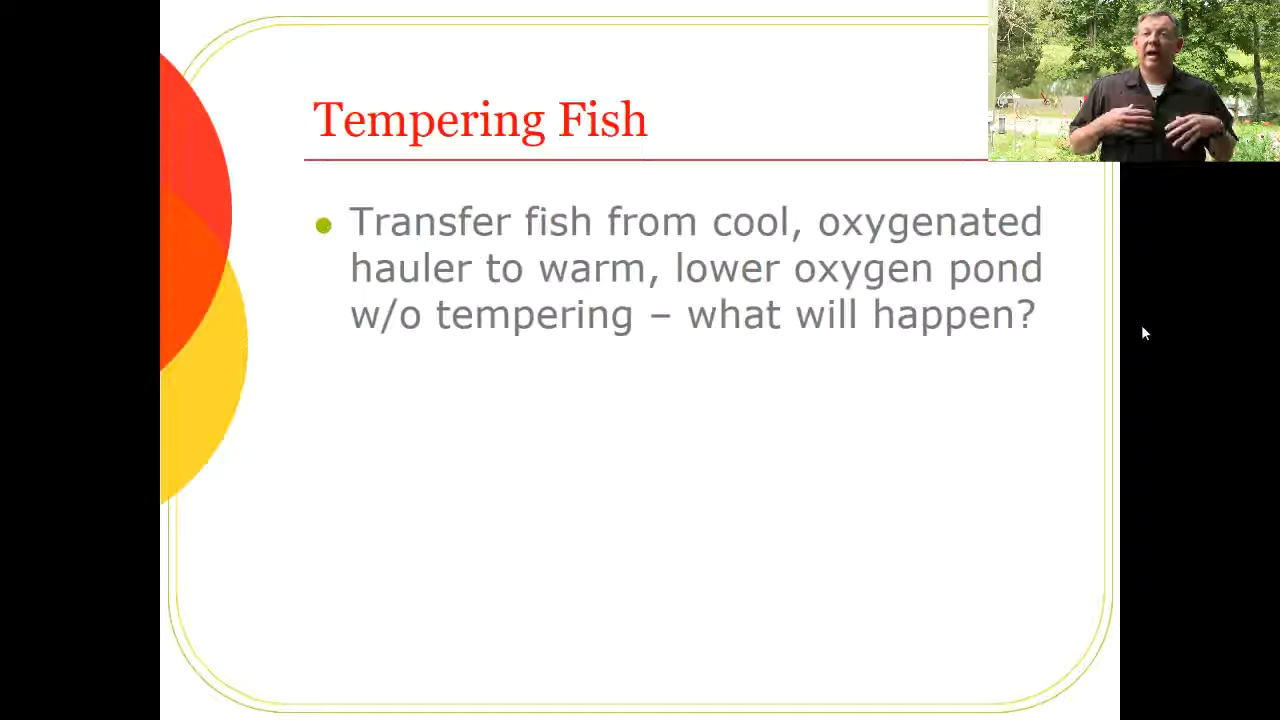 Tempering Fish
Transfer fish from cool, oxygenated
hauler to warm, lower oxygen pond
w/o tempering – what will happen?